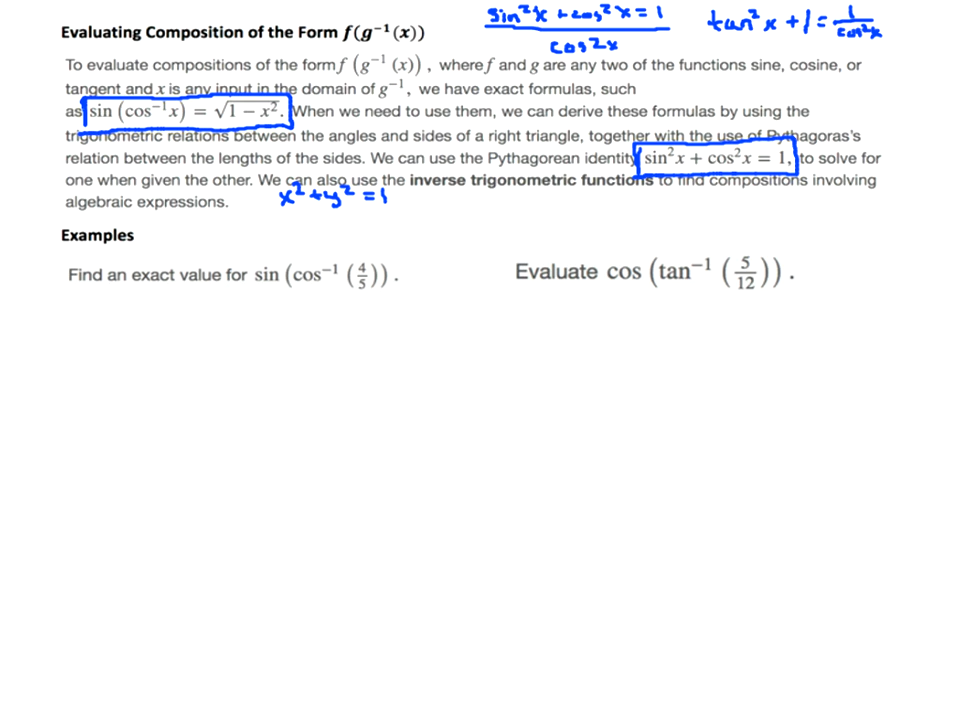 sin²x + cos²x = 1
cos²x
tan²x + 1 = 1/cos²x
Evaluating Composition of the Form f(g⁻¹(x))
To evaluate compositions of the form f (g⁻¹ (x)) , where f and g are any two of the functions sine, cosine, or
tangent and x is any input in the domain of g⁻¹, we have exact formulas, such
as sin (cos⁻¹x) = √1 − x². When we need to use them, we can derive these formulas by using the
trigonometric relations between the angles and sides of a right triangle, together with the use of Pythagoras's
relation between the lengths of the sides. We can use the Pythagorean identity sin²x + cos²x = 1, to solve for
one when given the other. We can also use the inverse trigonometric functions to find compositions involving
algebraic expressions.
x² + y² = 1
Examples
Find an exact value for sin (cos⁻¹ (4/5)) .
Evaluate cos (tan⁻¹ (5/12)) .